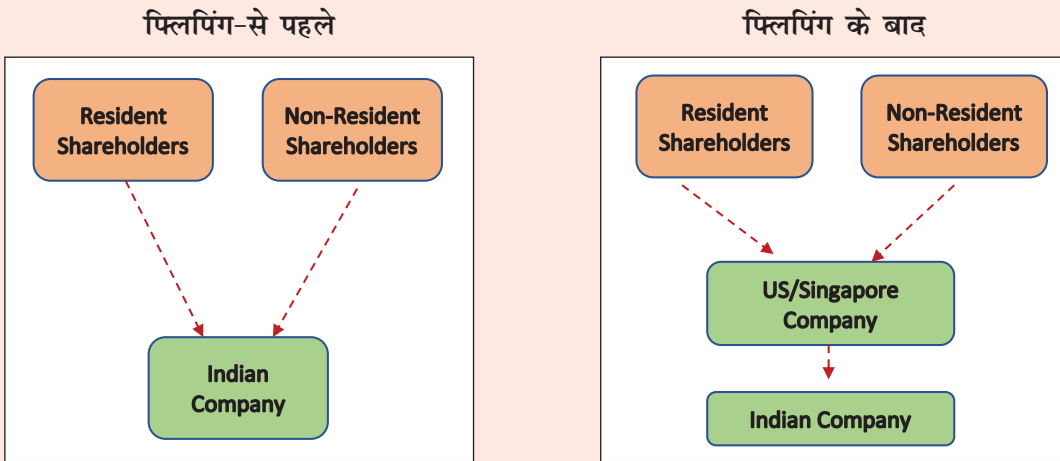 फ्लिपिंग-से पहले
Resident
Shareholders
Non-Resident
Shareholders
Indian
Company
फ्लिपिंग के बाद
Resident
Shareholders
Non-Resident
Shareholders
US/Singapore
Company
Indian Company